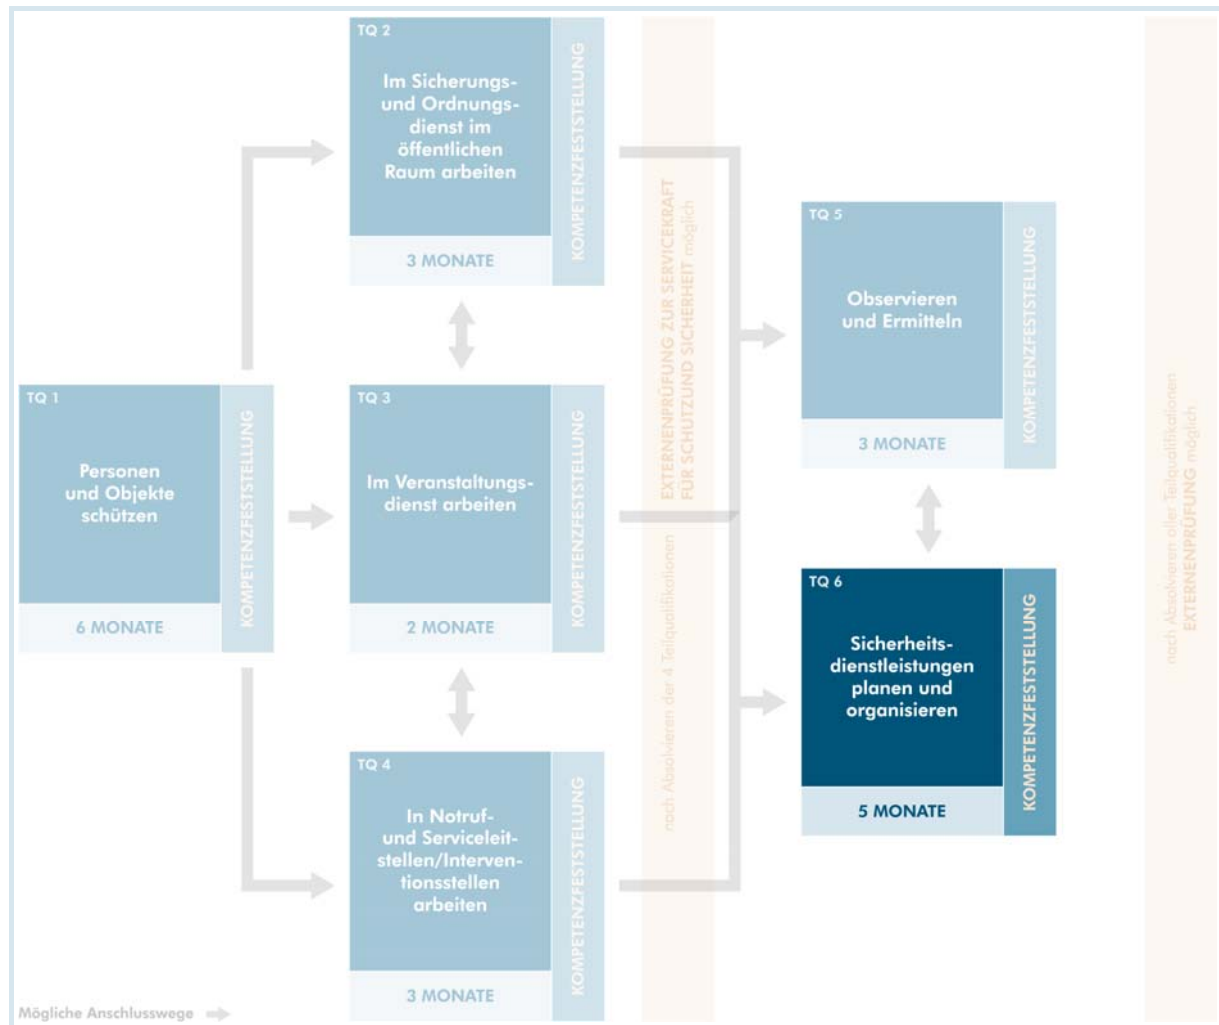 TQ 1
Personen
und Objekte
schützen
6 MONATE
KOMPETENZFESTSTELLUNG
TQ 2
Im Sicherungs-
und Ordnungs-
dienst im
öffentlichen
Raum arbeiten
3 MONATE
KOMPETENZFESTSTELLUNG
TQ 3
Im Veranstaltungs-
dienst arbeiten
2 MONATE
KOMPETENZFESTSTELLUNG
TQ 4
In Notruf-
und Serviceleit-
stellen/Interven-
tionsstellen
arbeiten
3 MONATE
KOMPETENZFESTSTELLUNG
nach Absolvieren der 4 Teilqualifikationen EXTERNENPRÜFUNG ZUR SERVICEKRAFT
FÜR SCHUTZUND SICHERHEIT möglich
TQ 5
Observieren
und Ermitteln
3 MONATE
KOMPETENZFESTSTELLUNG
TQ 6
Sicherheits-
dienstleistungen
planen und
organisieren
5 MONATE
KOMPETENZFESTSTELLUNG
nach Absolvieren aller Teilqualifikationen
EXTERNENPRÜFUNG möglich
Mögliche Anschlusswege